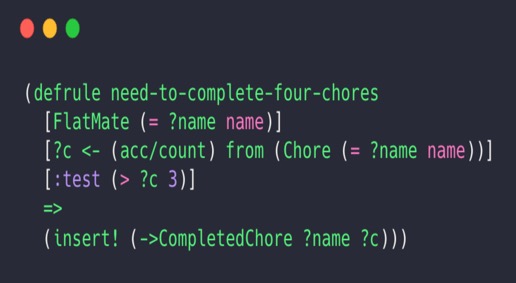 (defrule need-to-complete-four-chores
  [FlatMate (= ?name name)]
  [?c <- (acc/count) from (Chore (= ?name name))]
  [:test (> ?c 3)]
  =>
  (insert! (->CompletedChore ?name ?c)))